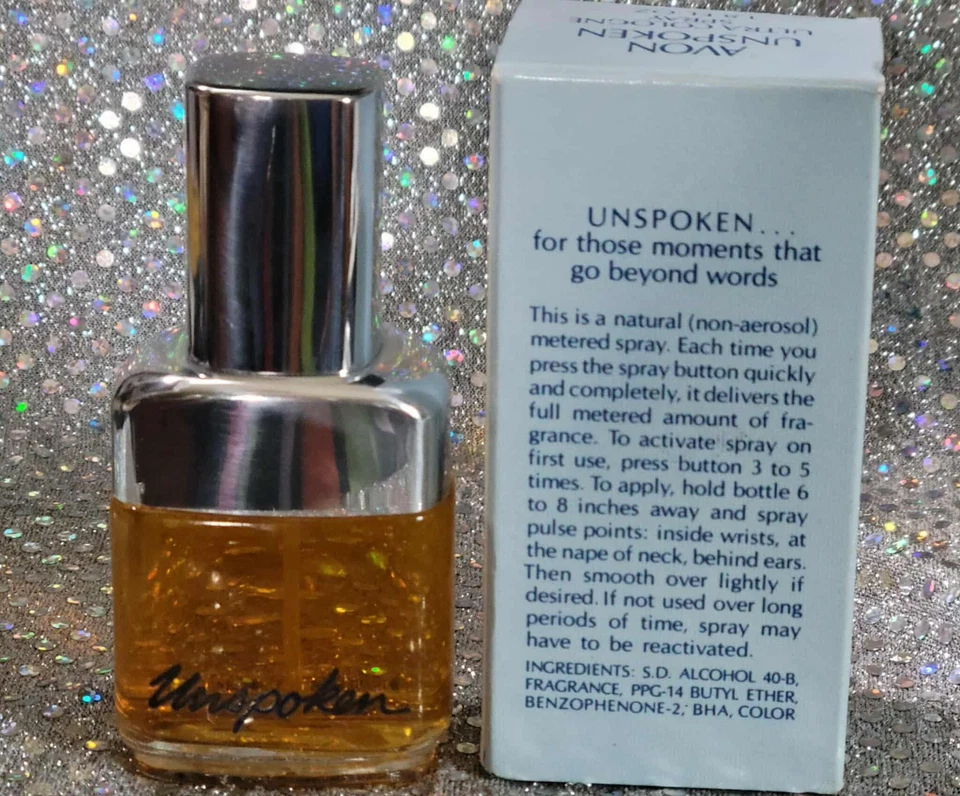 AVON
UNSPOKEN
ULTRA COLOGNE
SPRAY
Unspoken
UNSPOKEN...
for those moments that
go beyond words
This is a natural (non-aerosol)
metered spray. Each time you
press the spray button quickly
and completely, it delivers the
full metered amount of fra-
grance. To activate spray on
first use, press button 3 to 5
times. To apply, hold bottle 6
to 8 inches away and spray
pulse points: inside wrists, at
the nape of neck, behind ears.
Then smooth over lightly if
desired. If not used over long
periods of time, spray may
have to be reactivated.
INGREDIENTS: S.D. ALCOHOL 40-B,
FRAGRANCE, PPG-14 BUTYL ETHER,
BENZOPHENONE-2, BHA, COLOR